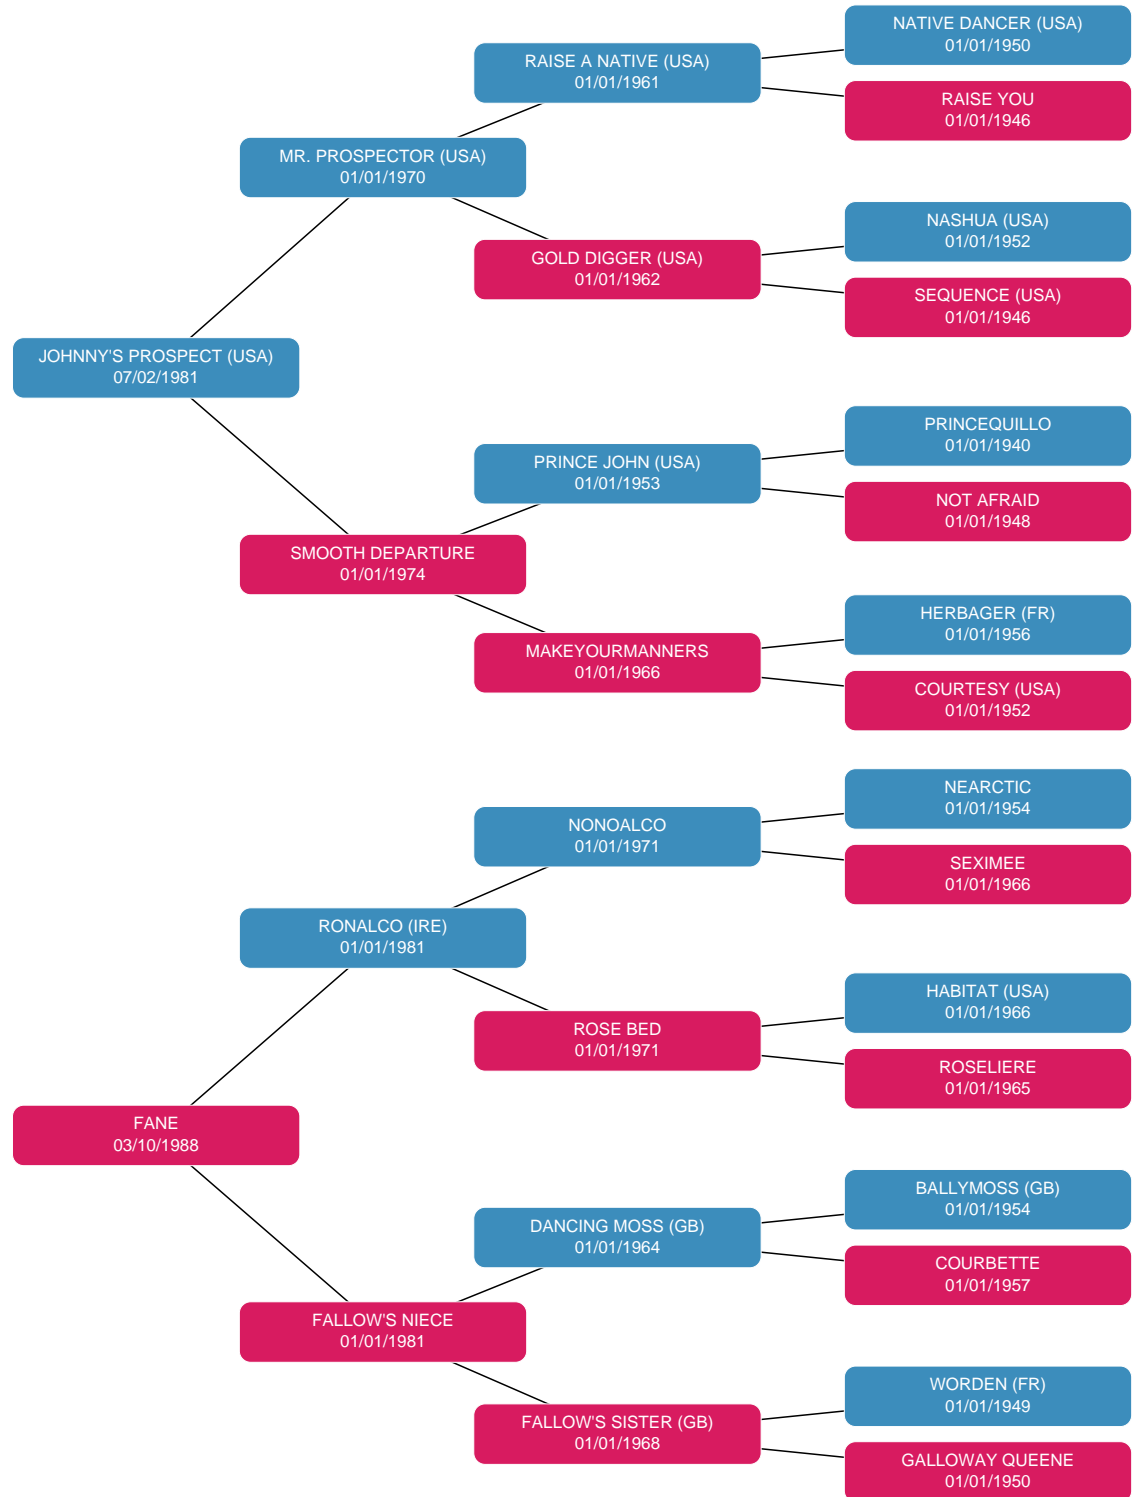 NATIVE DANCER (USA)
01/01/1950
RAISE A NATIVE (USA)
01/01/1961
RAISE YOU
01/01/1946
MR. PROSPECTOR (USA)
01/01/1970
NASHUA (USA)
01/01/1952
GOLD DIGGER (USA)
01/01/1962
SEQUENCE (USA)
01/01/1946
JOHNNY'S PROSPECT (USA)
07/02/1981
PRINCEQUILLO
01/01/1940
PRINCE JOHN (USA)
01/01/1953
NOT AFRAID
01/01/1948
SMOOTH DEPARTURE
01/01/1974
HERBAGER (FR)
01/01/1956
MAKEYOURMANNERS
01/01/1966
COURTESY (USA)
01/01/1952
NEARCTIC
01/01/1954
NONOALCO
01/01/1971
SEXIMEE
01/01/1966
RONALCO (IRE)
01/01/1981
HABITAT (USA)
01/01/1966
ROSE BED
01/01/1971
ROSELIERE
01/01/1965
FANE
03/10/1988
BALLYMOSS (GB)
01/01/1954
DANCING MOSS (GB)
01/01/1964
COURBETTE
01/01/1957
FALLOW'S NIECE
01/01/1981
WORDEN (FR)
01/01/1949
FALLOW'S SISTER (GB)
01/01/1968
GALLOWAY QUEENE
01/01/1950